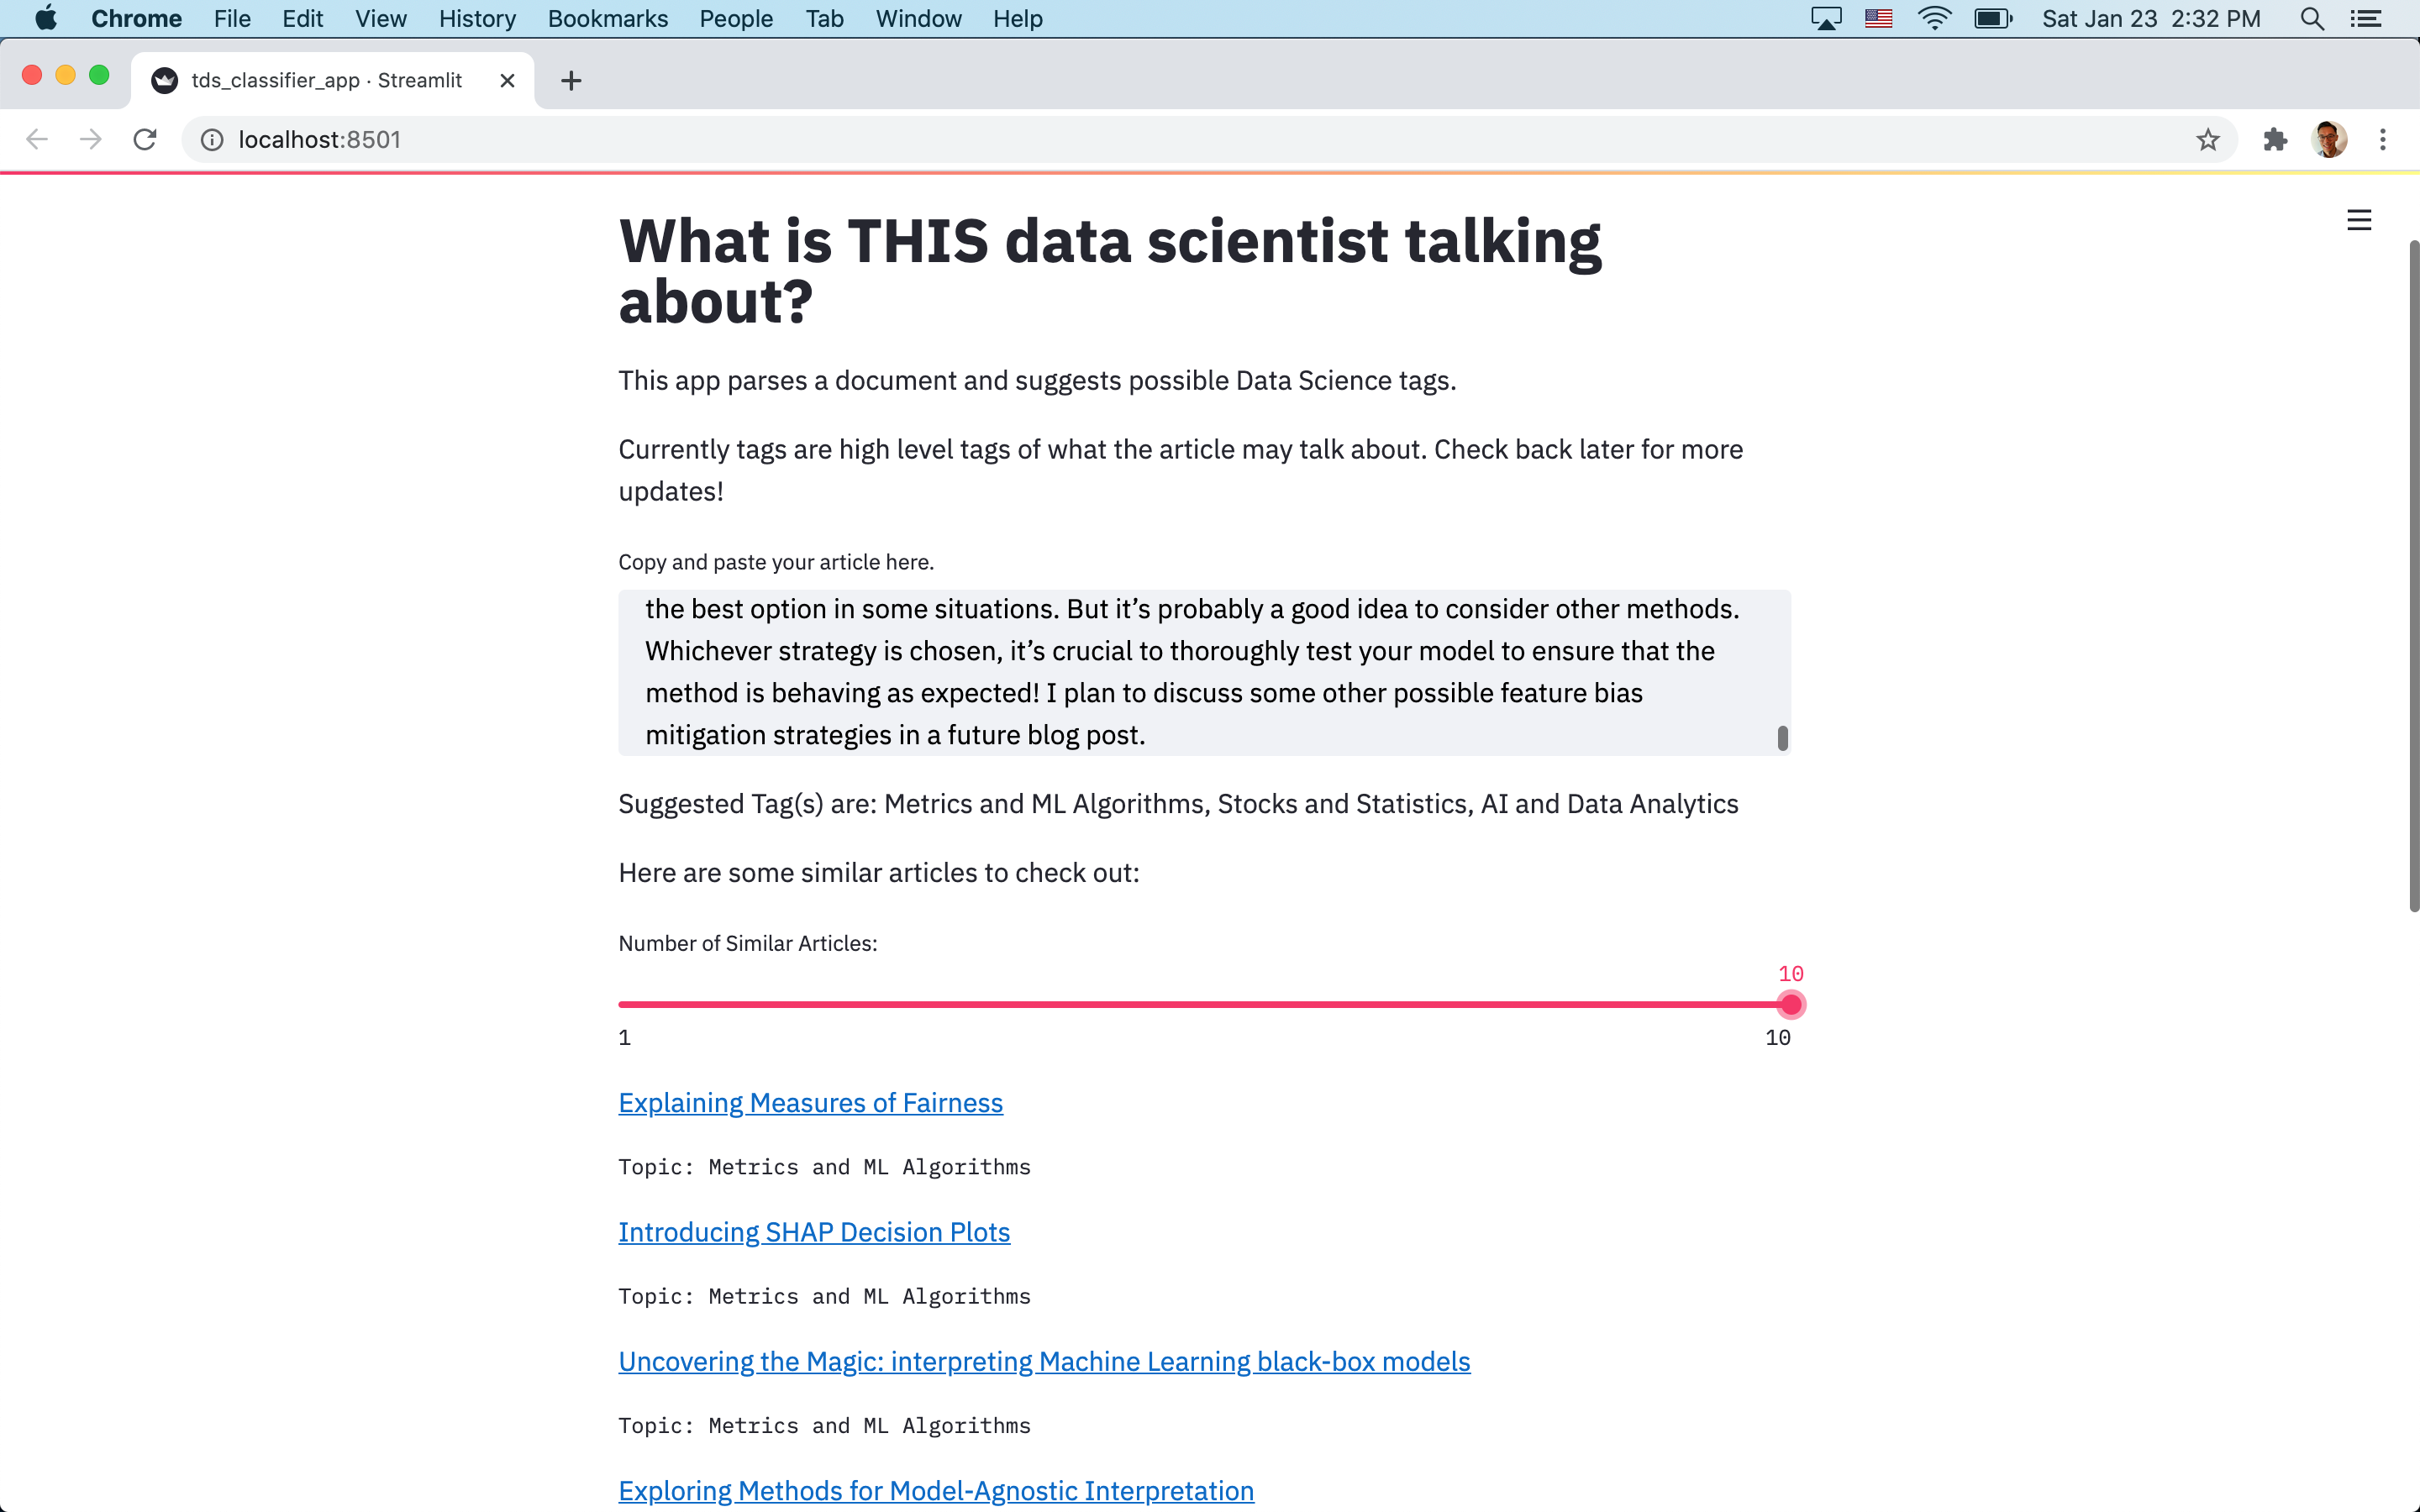 Chrome File Edit View History Bookmarks People Tab Window Help Sat Jan 23 2:32 PM
tds_classifier_app · Streamlit
localhost:8501
What is THIS data scientist talking
about?
This app parses a document and suggests possible Data Science tags.
Currently tags are high level tags of what the article may talk about. Check back later for more
updates!
Copy and paste your article here.
the best option in some situations. But it’s probably a good idea to consider other methods.
Whichever strategy is chosen, it’s crucial to thoroughly test your model to ensure that the
method is behaving as expected! I plan to discuss some other possible feature bias
mitigation strategies in a future blog post.
Suggested Tag(s) are: Metrics and ML Algorithms, Stocks and Statistics, AI and Data Analytics
Here are some similar articles to check out:
Number of Similar Articles:
10
1 10
Explaining Measures of Fairness
Topic: Metrics and ML Algorithms
Introducing SHAP Decision Plots
Topic: Metrics and ML Algorithms
Uncovering the Magic: interpreting Machine Learning black-box models
Topic: Metrics and ML Algorithms
Exploring Methods for Model-Agnostic Interpretation